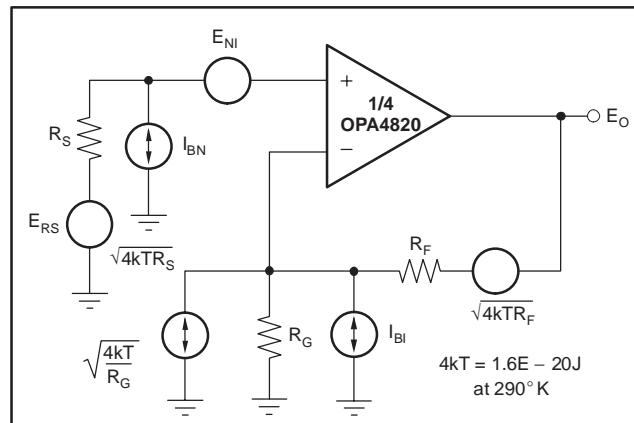 E_NI
+
1/4
OPA4820
−
E_O
R_S
I_BN
E_RS
√4kTR_S
R_F
√4kTR_F
√4kT/R_G
R_G
I_BI
4kT = 1.6E − 20J
at 290° K